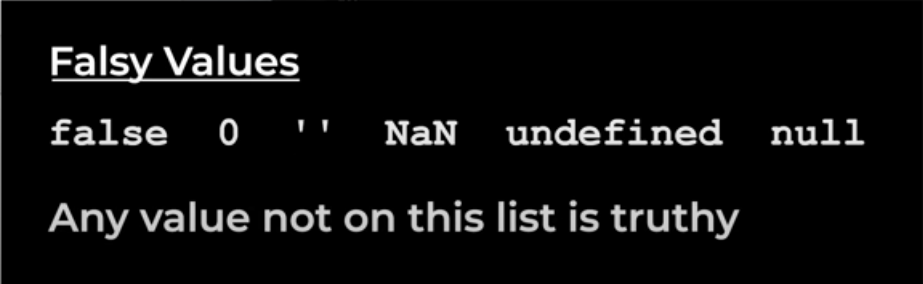 Falsy Values
false 0 '' NaN undefined null
Any value not on this list is truthy